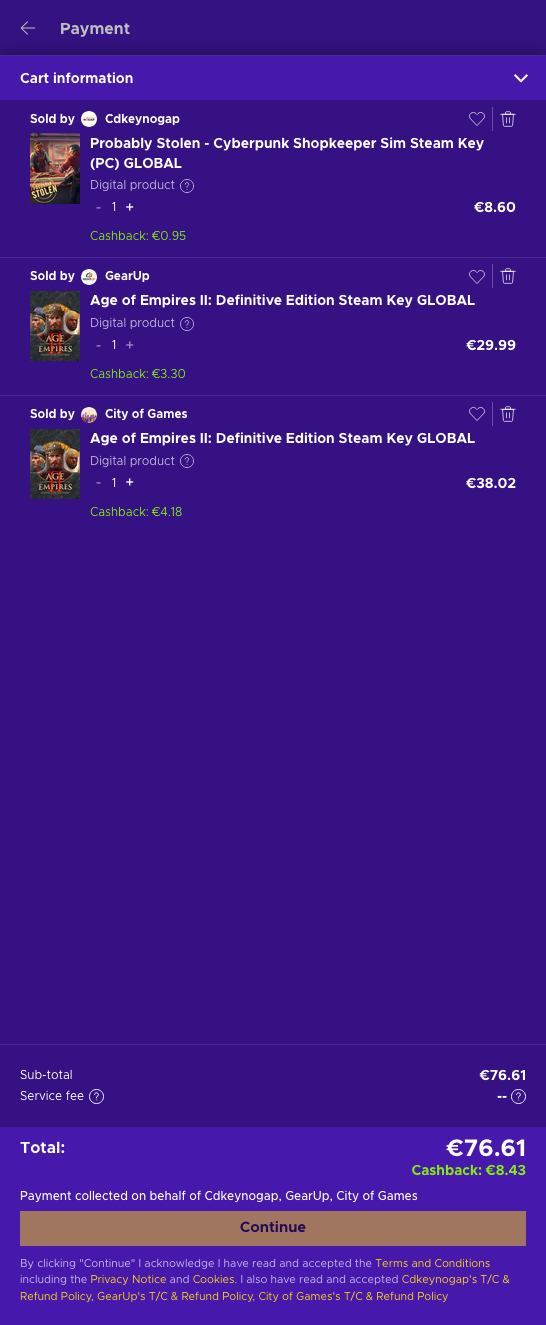 Payment
Cart information
Sold by Cdkeynogap
Probably Stolen - Cyberpunk Shopkeeper Sim Steam Key
(PC) GLOBAL
Digital product ?
- 1 + €8.60
Cashback: €0.95
Sold by GearUp
Age of Empires II: Definitive Edition Steam Key GLOBAL
Digital product ?
- 1 + €29.99
Cashback: €3.30
Sold by City of Games
Age of Empires II: Definitive Edition Steam Key GLOBAL
Digital product ?
- 1 + €38.02
Cashback: €4.18
Sub-total €76.61
Service fee ? -- ?
Total: €76.61
Cashback: €8.43
Payment collected on behalf of Cdkeynogap, GearUp, City of Games
Continue
By clicking "Continue" I acknowledge I have read and accepted the Terms and Conditions
including the Privacy Notice and Cookies. I also have read and accepted Cdkeynogap's T/C &
Refund Policy, GearUp's T/C & Refund Policy, City of Games's T/C & Refund Policy